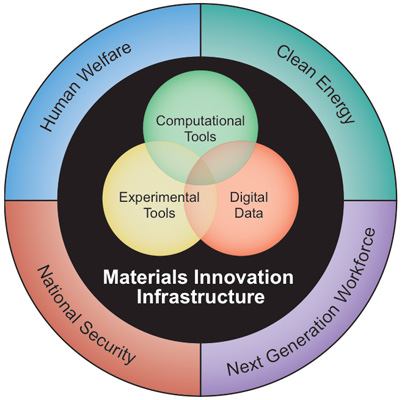 Human Welfare
Clean Energy
Computational
Tools
Experimental
Tools
Digital
Data
Materials Innovation
Infrastructure
National Security
Next Generation Workforce